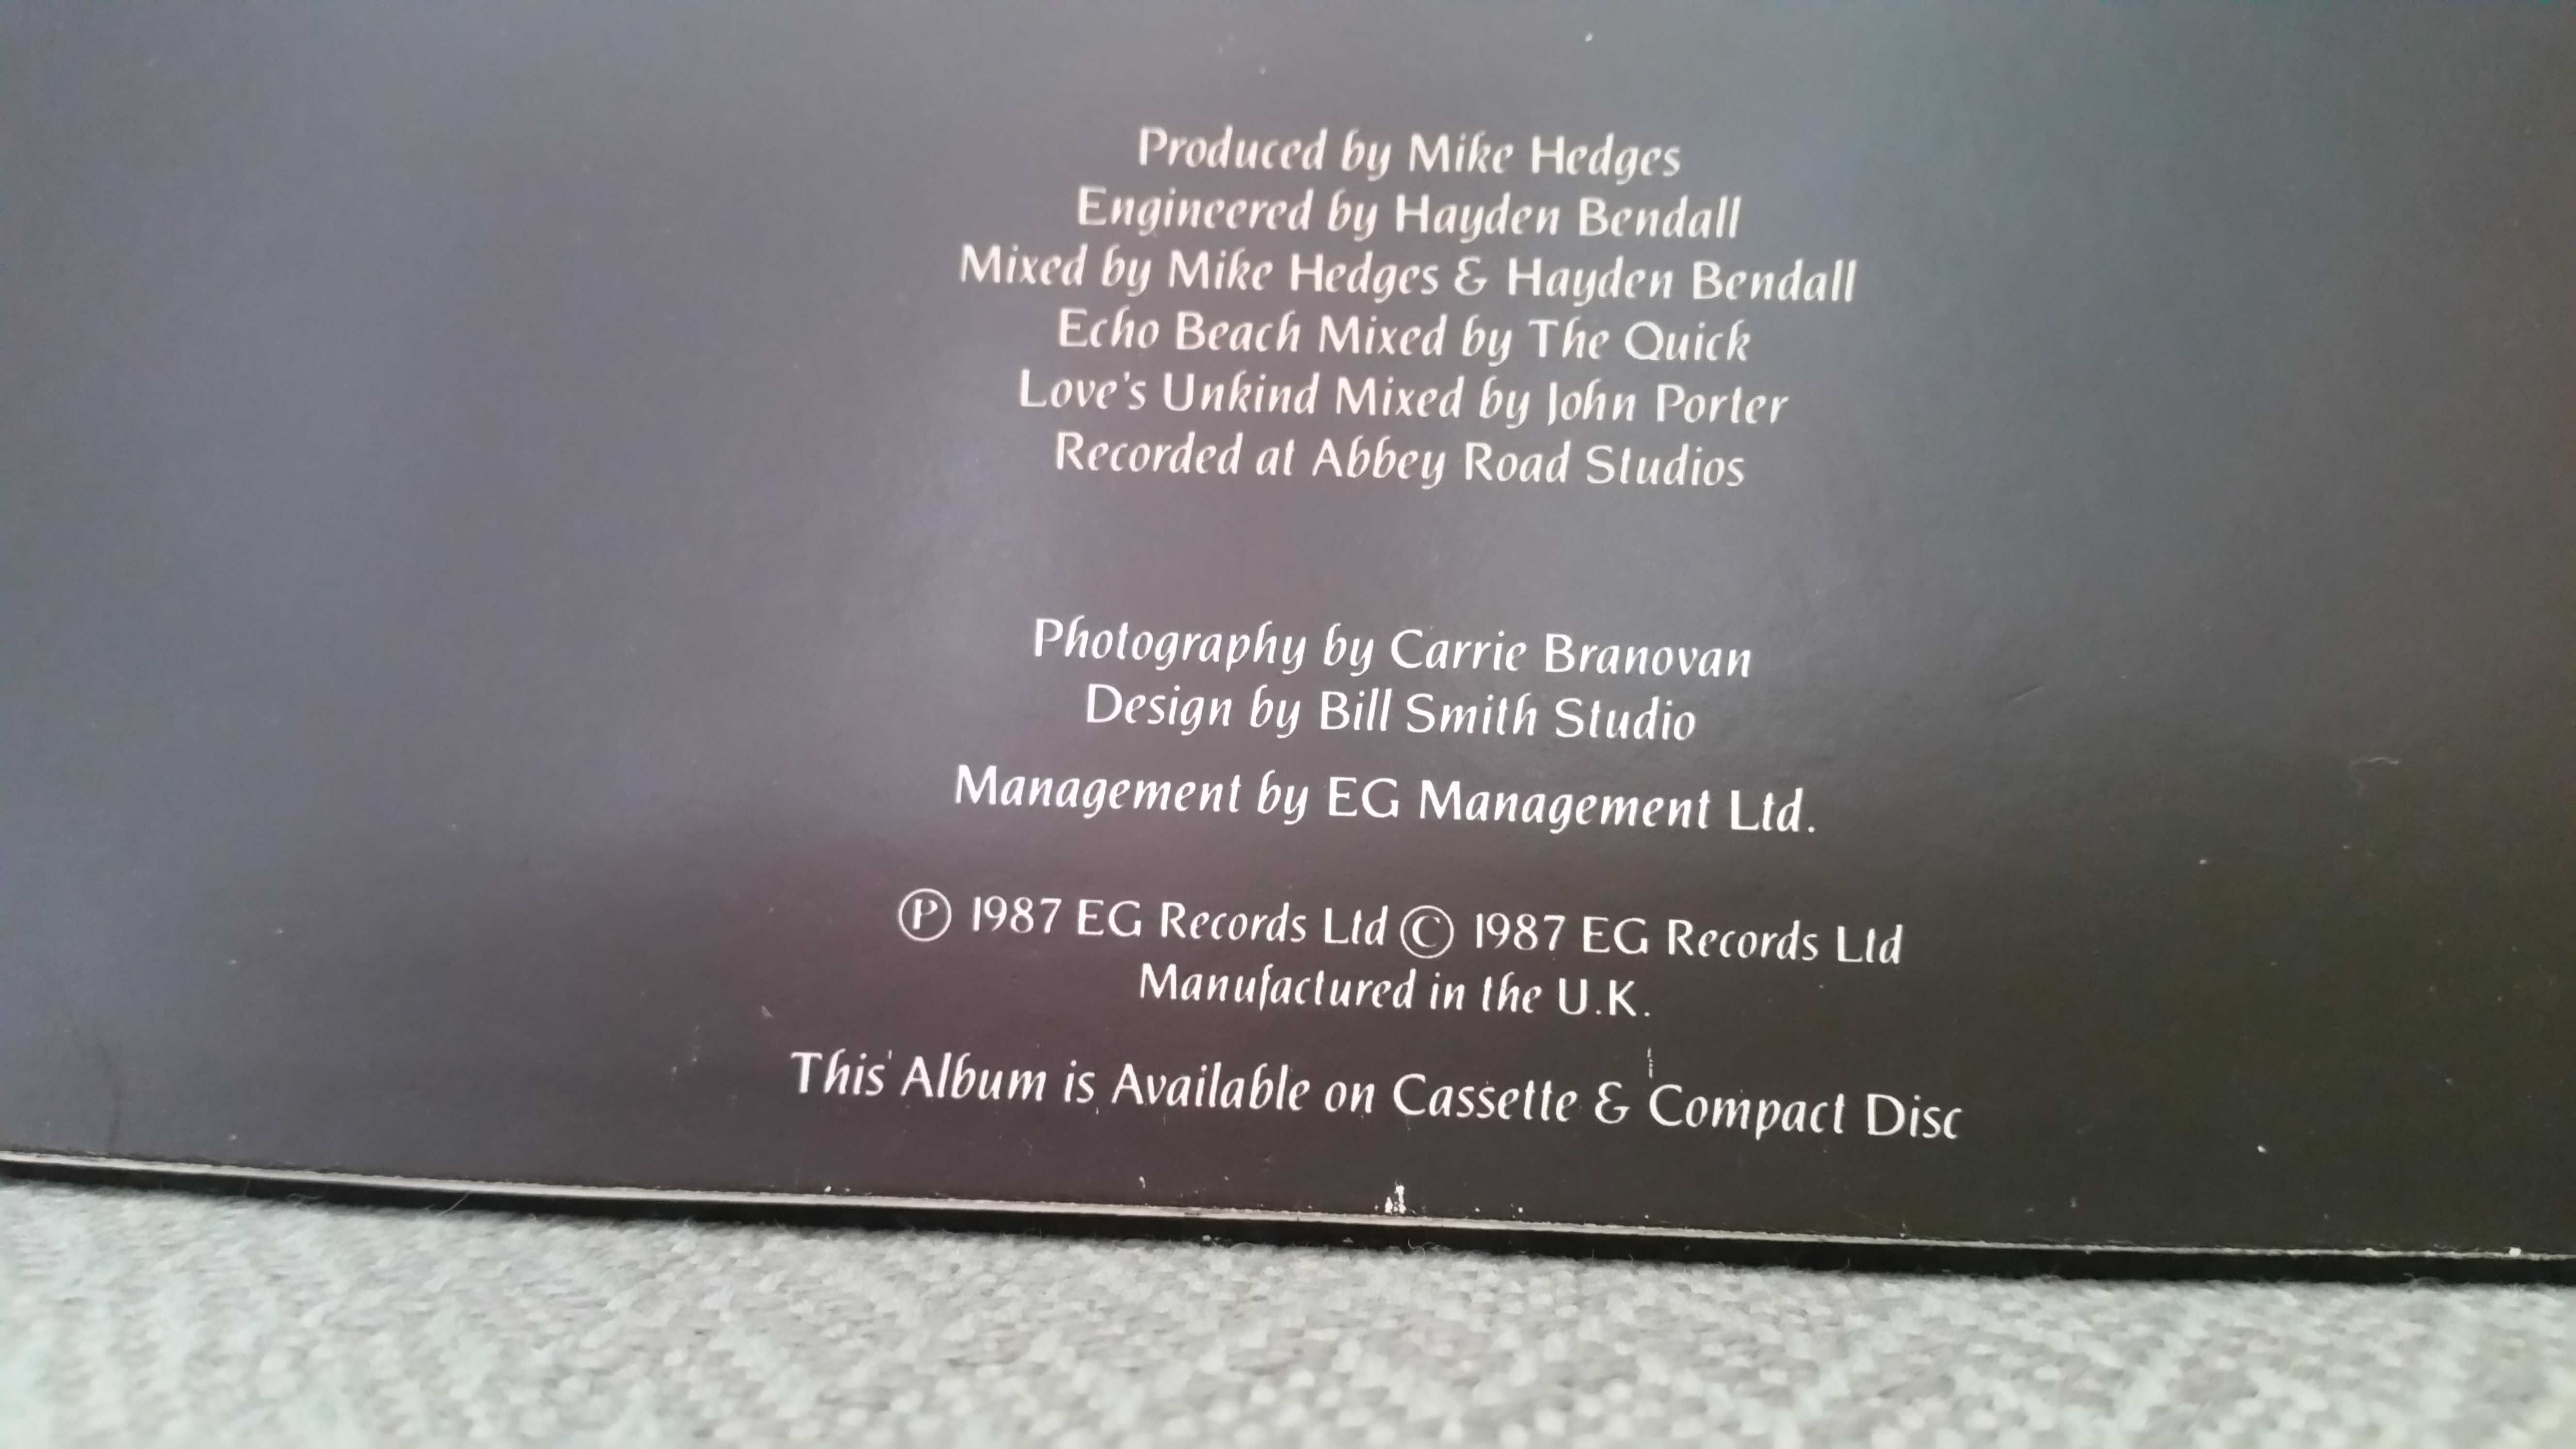 Produced by Mike Hedges
Engineered by Hayden Bendall
Mixed by Mike Hedges & Hayden Bendall
Echo Beach Mixed by The Quick
Love's Unkind Mixed by John Porter
Recorded at Abbey Road Studios
Photography by Carrie Branovan
Design by Bill Smith Studio
Management by EG Management Ltd.
Ⓟ 1987 EG Records Ltd © 1987 EG Records Ltd
Manufactured in the U.K.
This Album is Available on Cassette & Compact Disc